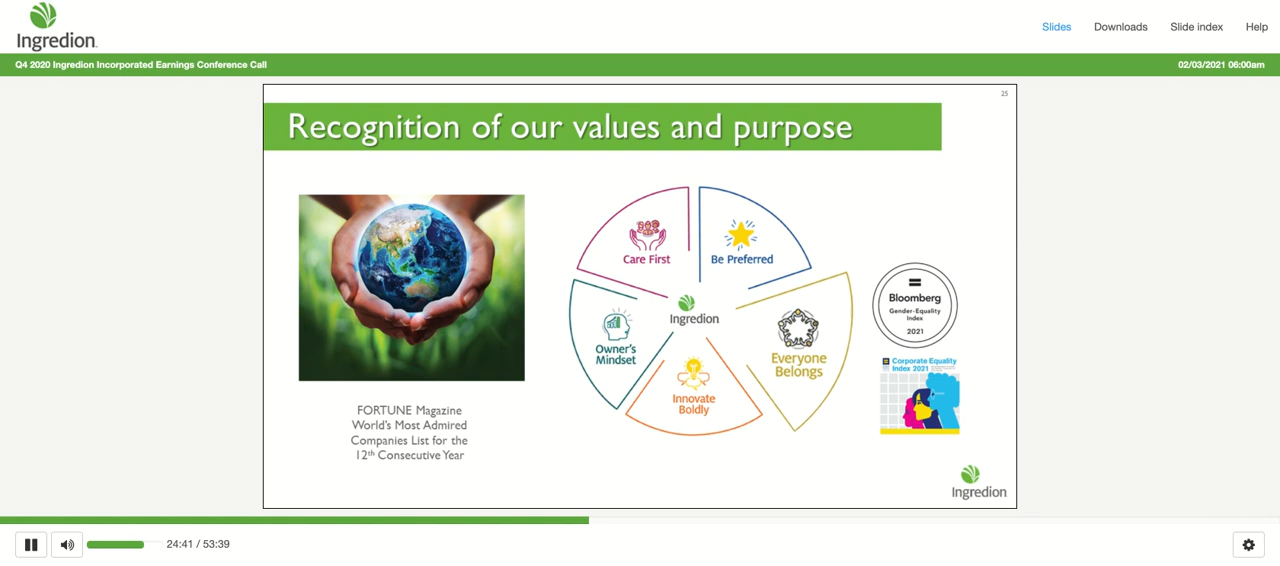 Ingredion
Slides
Downloads
Slide index
Help
Q4 2020 Ingredion Incorporated Earnings Conference Call
02/03/2021 06:00am
25
Recognition of our values and purpose
Care First
Be Preferred
Ingredion
Owner's
Mindset
Everyone
Belongs
Innovate
Boldly
Bloomberg
Gender-Equality
Index
2021
Corporate Equality
Index 2021
FORTUNE Magazine
World's Most Admired
Companies List for the
12th Consecutive Year
Ingredion
24:41 / 53:39